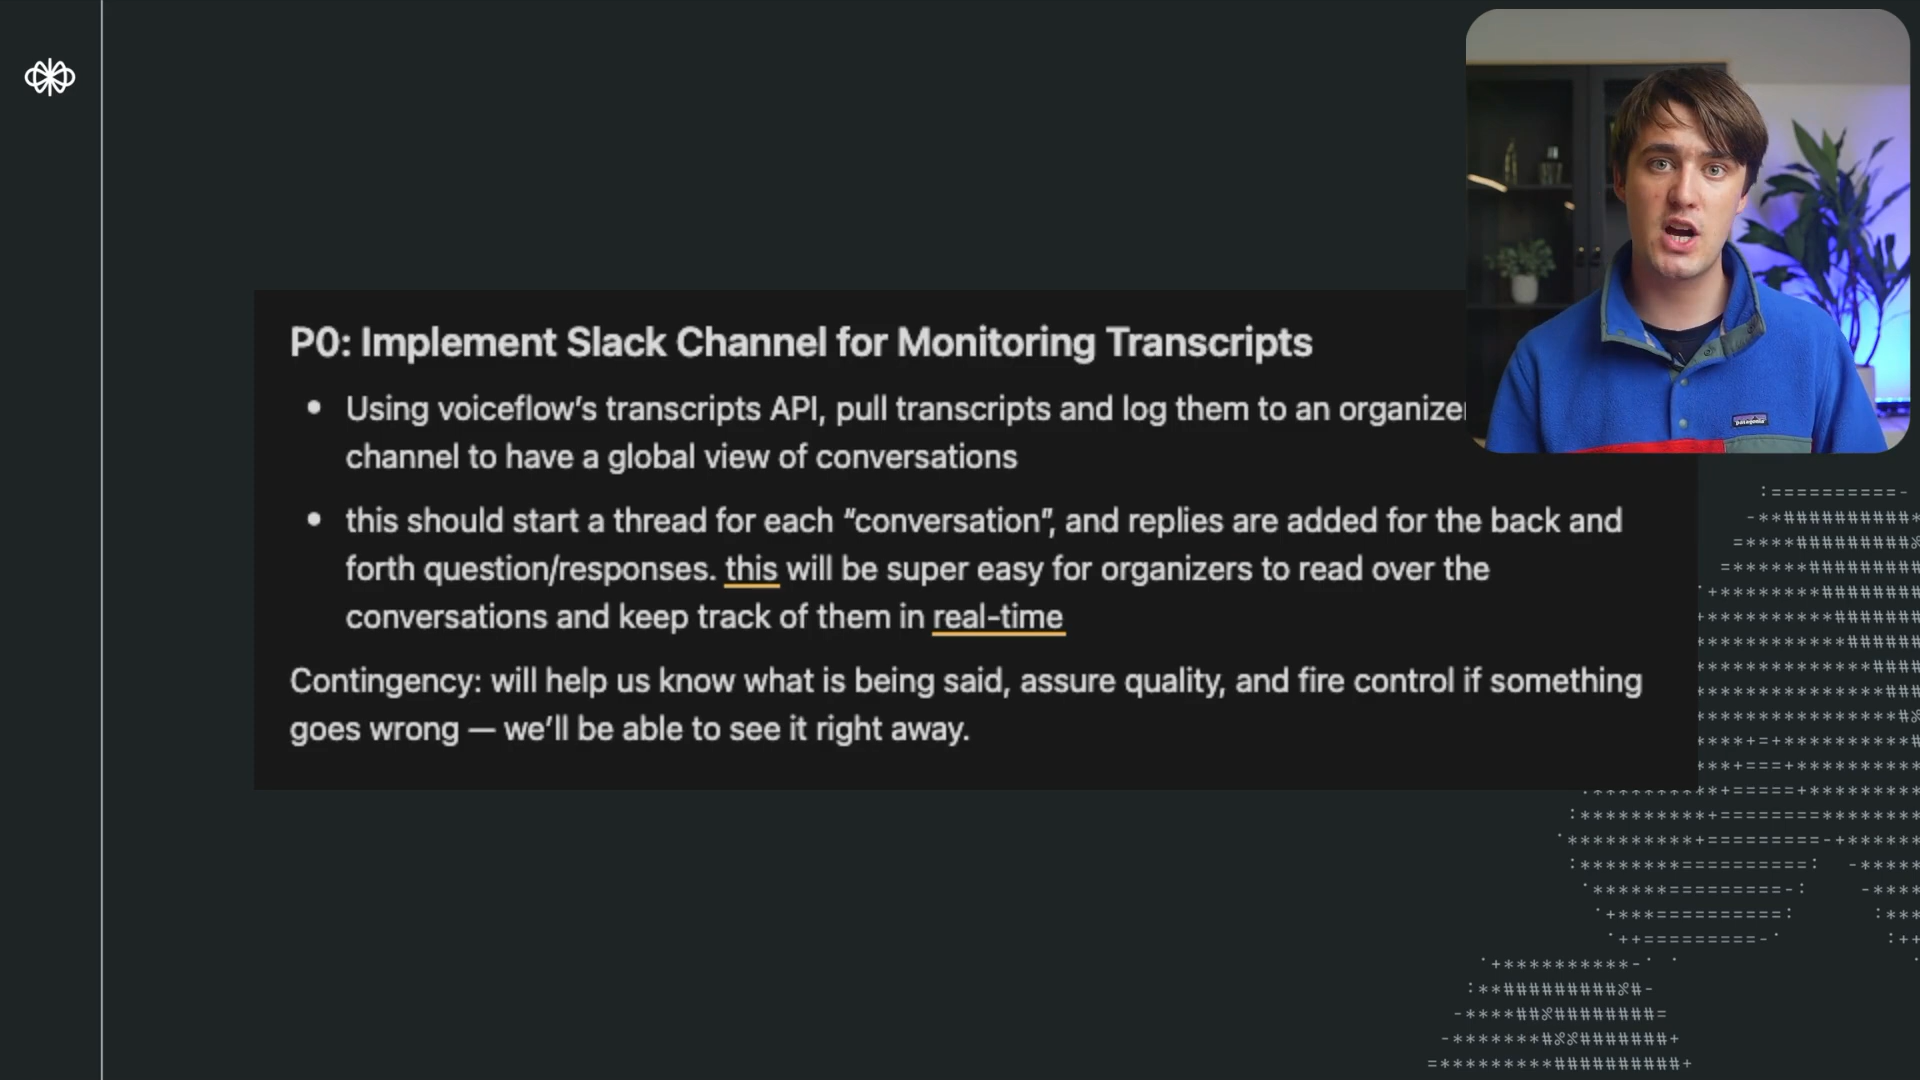 P0: Implement Slack Channel for Monitoring Transcripts
• Using voiceflow’s transcripts API, pull transcripts and log them to an
channel to have a global view of conversations
• this should start a thread for each “conversation”, and replies are added for the back and
forth question/responses. this will be super easy for organizers to read over the
conversations and keep track of them in real-time
Contingency: will help us know what is being said, assure quality, and fire control if something
goes wrong — we’ll be able to see it right away.
patagonia